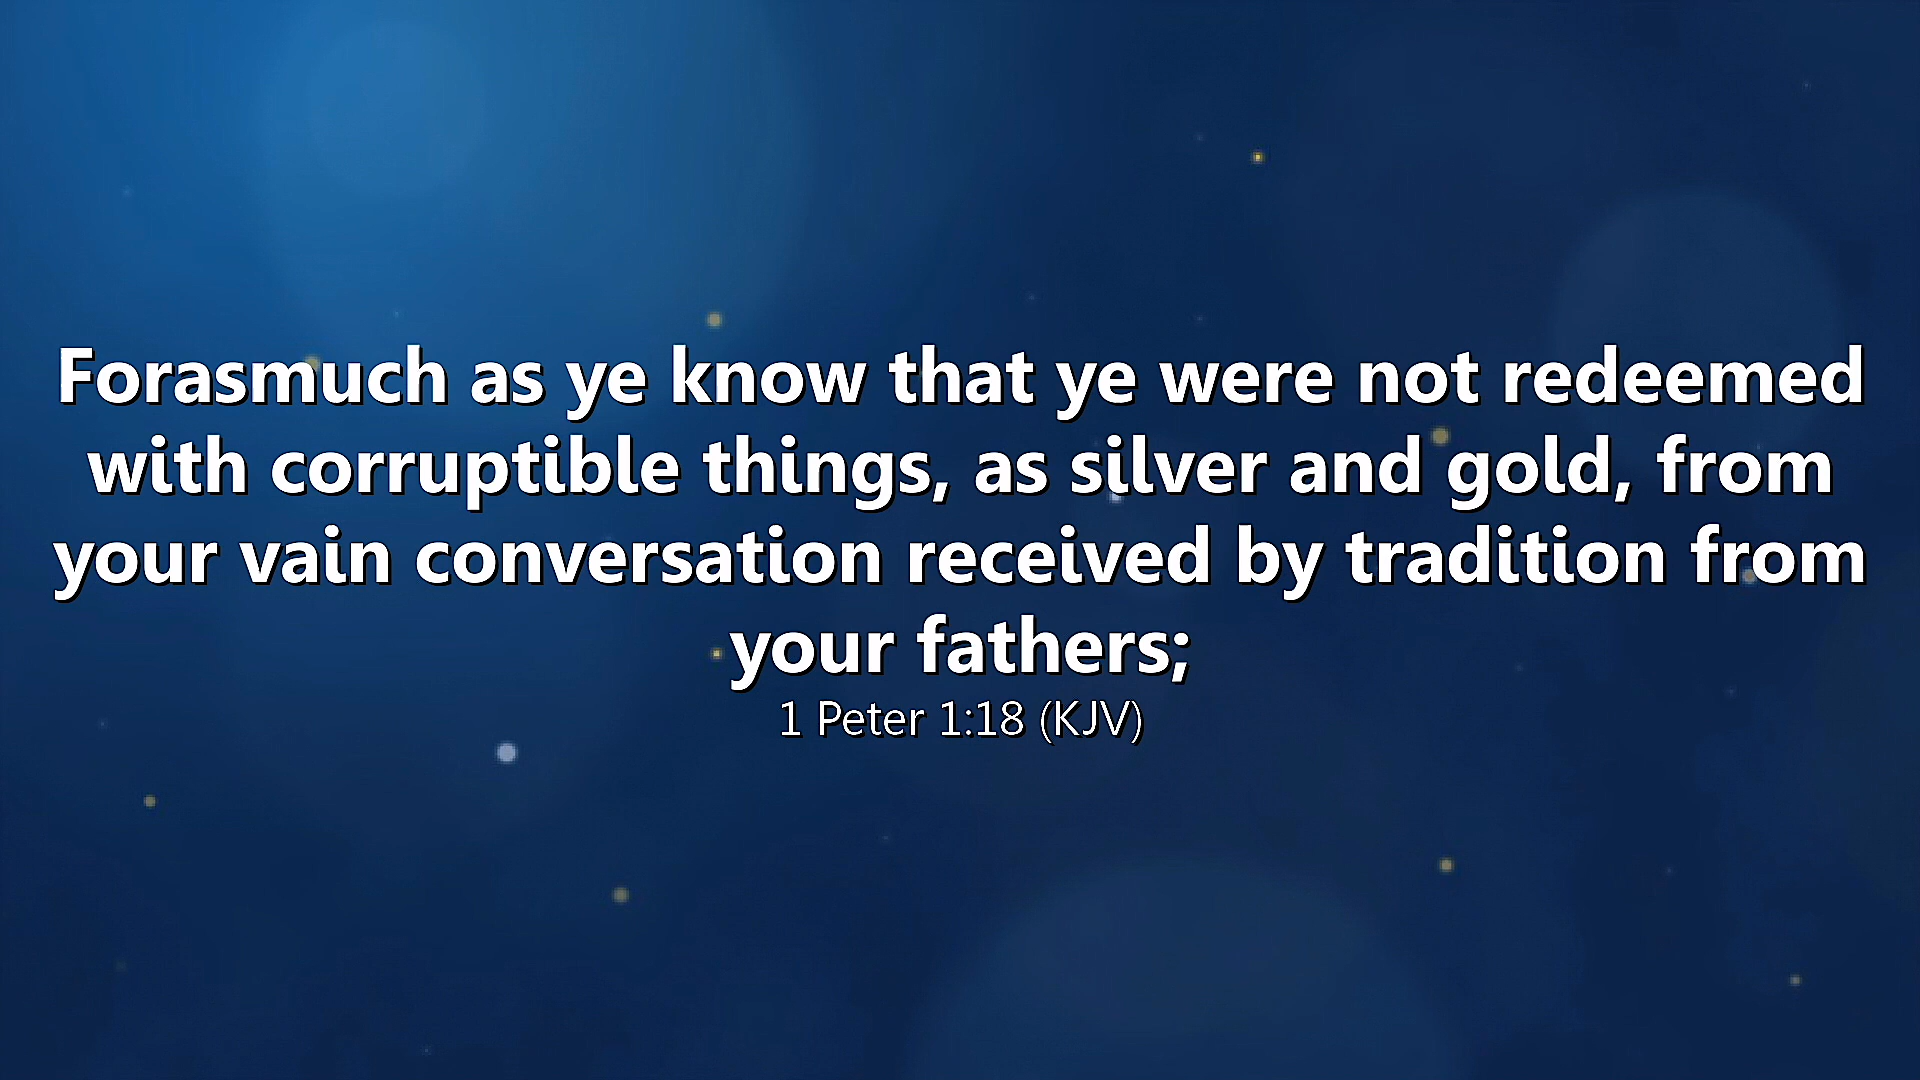 Forasmuch as ye know that ye were not redeemed
with corruptible things, as silver and gold, from
your vain conversation received by tradition from
your fathers;
1 Peter 1:18 (KJV)